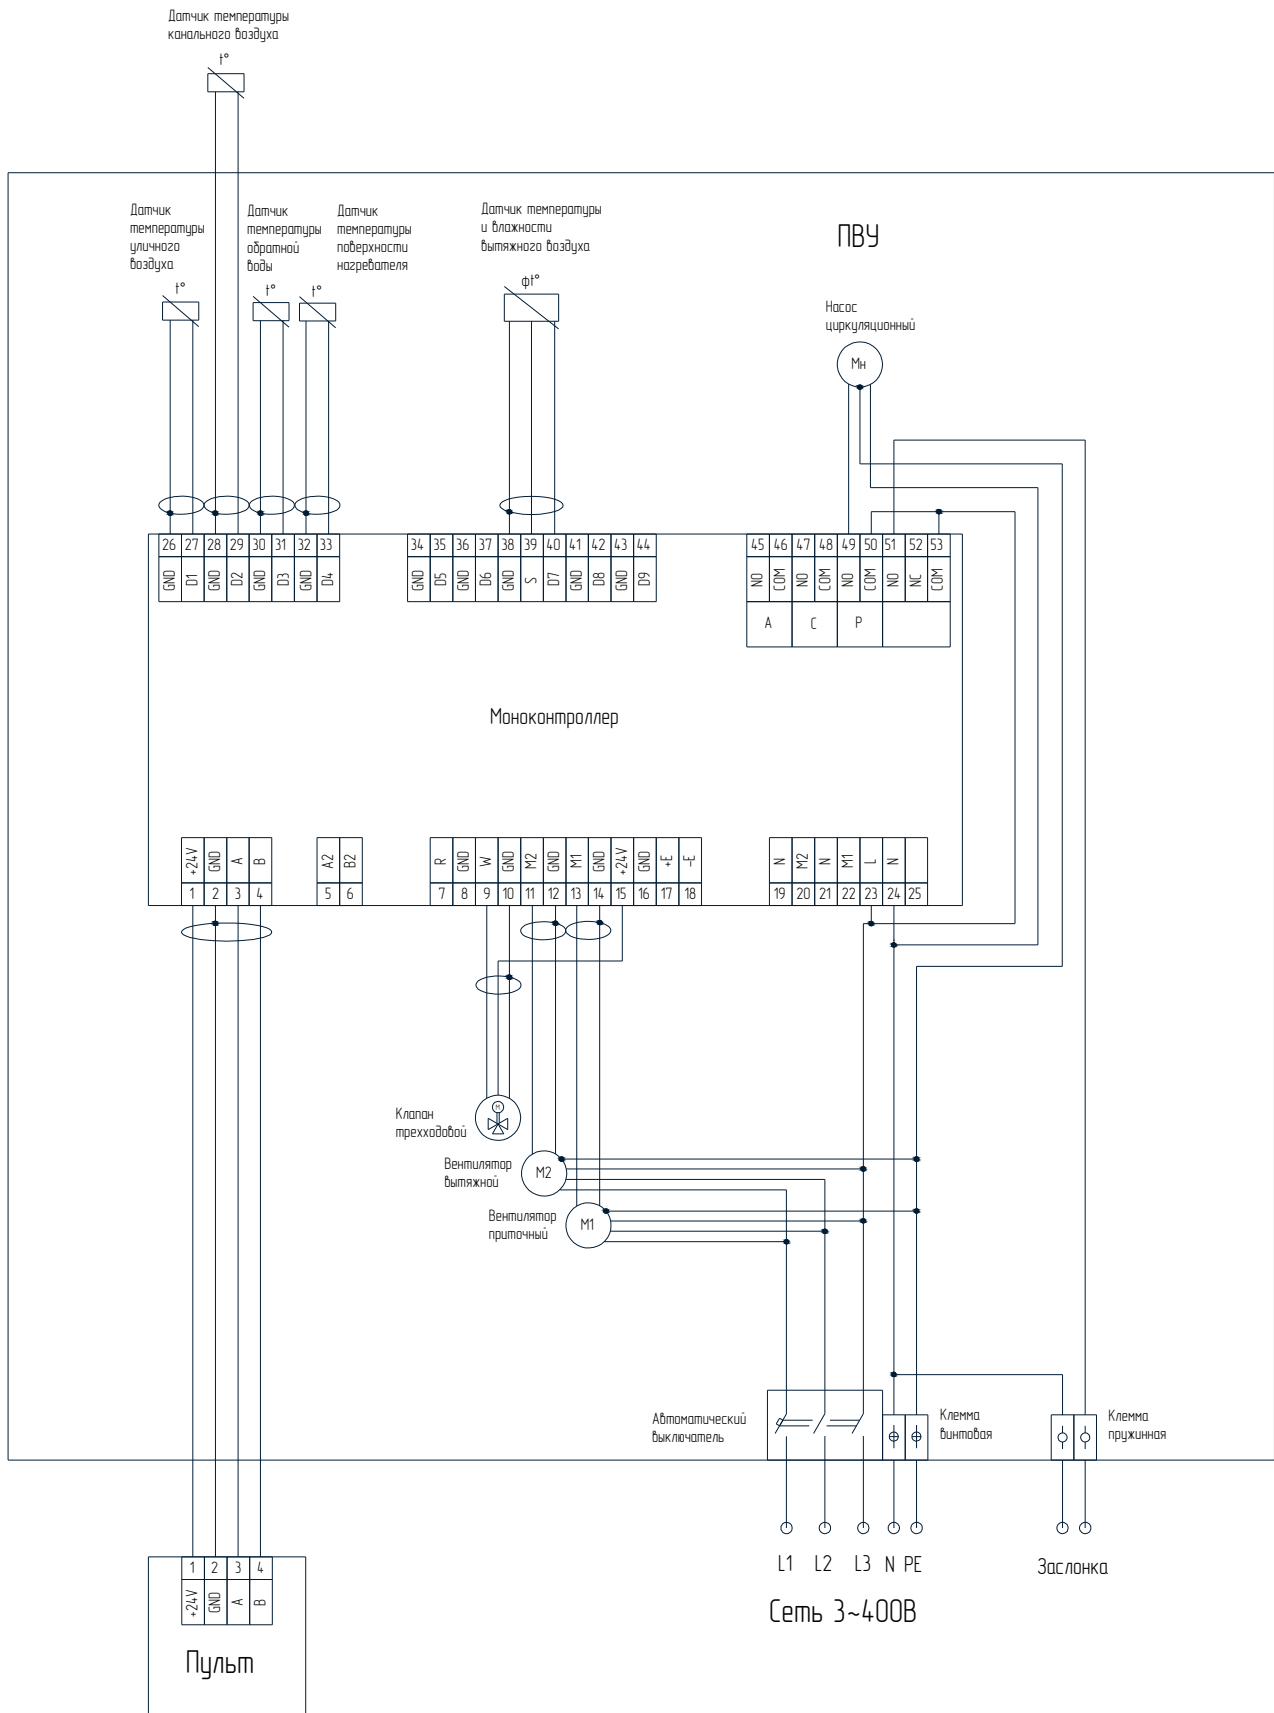 Датчик температуры
канального воздуха
t°
Датчик
температуры
уличного
воздуха
t°
Датчик
температуры
обратной
воды
t°
Датчик
температуры
поверхности
нагревателя
t°
Датчик температуры
и влажности
вытяжного воздуха
φt°
ПВУ
Насос
циркуляционный
Мн
26 27 28 29 30 31 32 33
GND D1 GND D2 GND D3 GND D4
34 35 36 37 38 39 40 41 42 43 44
GND D5 GND D6 GND S D7 GND D8 GND D9
45 46 47 48 49 50 51 52 53
NO COM NO COM NO COM NO NC COM
A C P
Моноконтроллер
+24V GND A B
1 2 3 4
A2 B2
5 6
R GND W GND M2 GND M1 GND +24V GND +E -E
7 8 9 10 11 12 13 14 15 16 17 18
N M2 N M1 L N
19 20 21 22 23 24 25
Клапан
трехходовой
М
Вентилятор
вытяжной
М2
Вентилятор
приточный
М1
Автоматический
выключатель
Клемма
винтовая
Клемма
пружинная
L1 L2 L3 N PE
Сеть 3~400В
Заслонка
1 2 3 4
+24V GND A B
Пульт